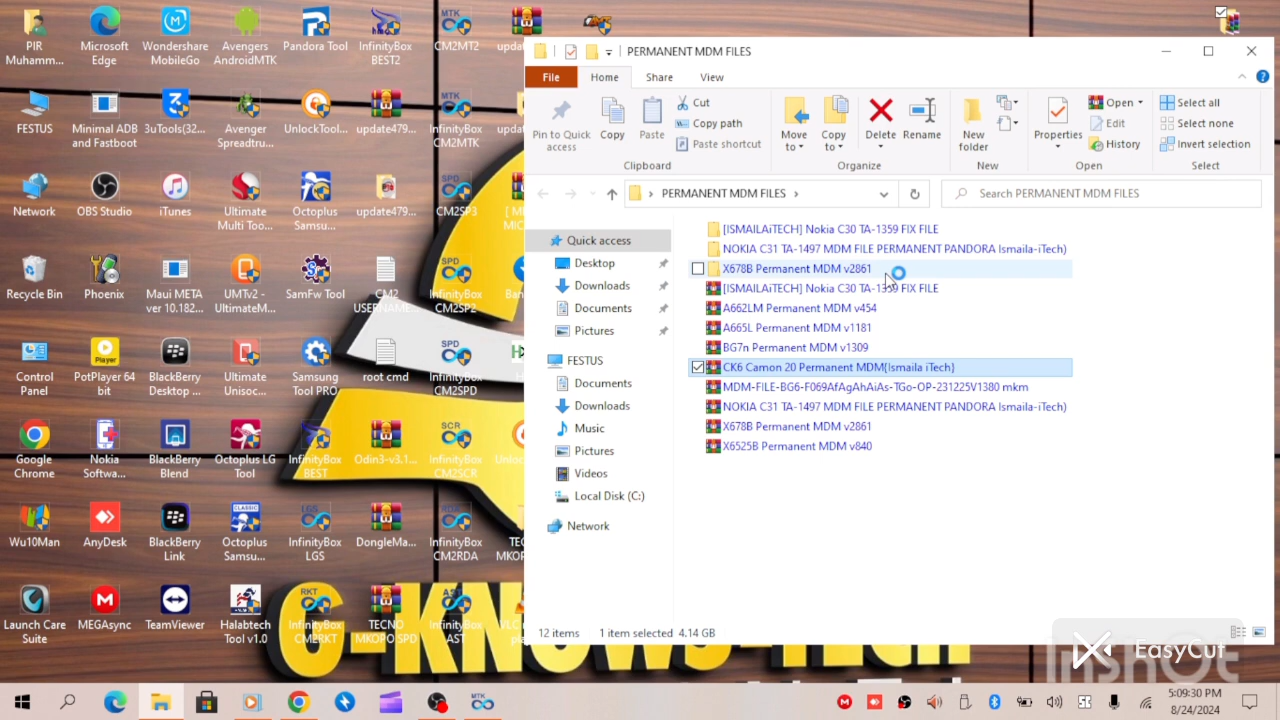 PIR Muhamm...
Microsoft Edge
Wondershare MobileGo
Avengers AndroidMTK
Pandora Tool
InfinityBox BEST2
CM2MT2
FESTUS
Minimal ADB and Fastboot
3uTools(32...
Avenger Spreadtru...
UnlockTool...
update479...
InfinityBox CM2MTK
Network
OBS Studio
iTunes
Ultimate Multi Too...
Octoplus Samsu...
update479...
InfinityBox CM2SP3
Recycle Bin
Phoenix
Maui META ver 10.182...
UMTv2 - UltimateM...
SamFw Tool
CM2 USERNAME...
InfinityBox CM2SP2
Control Panel
PotPlayer 64 bit
BlackBerry Desktop ...
Ultimate Unisoc...
Samsung Tool PRO
root cmd
InfinityBox CM2SPD
Google Chrome
Nokia Softwa...
BlackBerry Blend
Octoplus LG Tool
InfinityBox BEST
Odin3-v3.1...
InfinityBox CM2SCR
Wu10Man
AnyDesk
BlackBerry Link
Octoplus Samsu...
InfinityBox LGS
DongleMa...
InfinityBox CM2RDA
Launch Care Suite
MEGAsync
TeamViewer
Halabtech Tool v1.0
InfinityBox CM2RKT
TECNO MKOPO SPD
InfinityBox AST
G-KNOWS-TECH
PERMANENT MDM FILES
File Home Share View
Pin to Quick access
Copy
Paste
Cut
Copy path
Paste shortcut
Move to
Copy to
Delete
Rename
New folder
Properties
Open
Edit
History
Select all
Select none
Invert selection
Clipboard Organize New Open Select
PERMANENT MDM FILES
Search PERMANENT MDM FILES
Quick access
Desktop
Downloads
Documents
Pictures
FESTUS
Documents
Downloads
Music
Pictures
Videos
Local Disk (C:)
Network
[ISMAILAiTECH] Nokia C30 TA-1359 FIX FILE
NOKIA C31 TA-1497 MDM FILE PERMANENT PANDORA Ismaila-iTech)
X678B Permanent MDM v2861
[ISMAILAiTECH] Nokia C30 TA-1359 FIX FILE
A662LM Permanent MDM v454
A665L Permanent MDM v1181
BG7n Permanent MDM v1309
CK6 Camon 20 Permanent MDM(Ismaila iTech)
MDM-FILE-BG6-F069AfAgAhAiAs-TGo-OP-231225V1380 mkm
NOKIA C31 TA-1497 MDM FILE PERMANENT PANDORA Ismaila-iTech)
X678B Permanent MDM v2861
X6525B Permanent MDM v840
12 items 1 item selected 4.14 GB
EasyCut
InShot
5:09:30 PM
8/24/2024